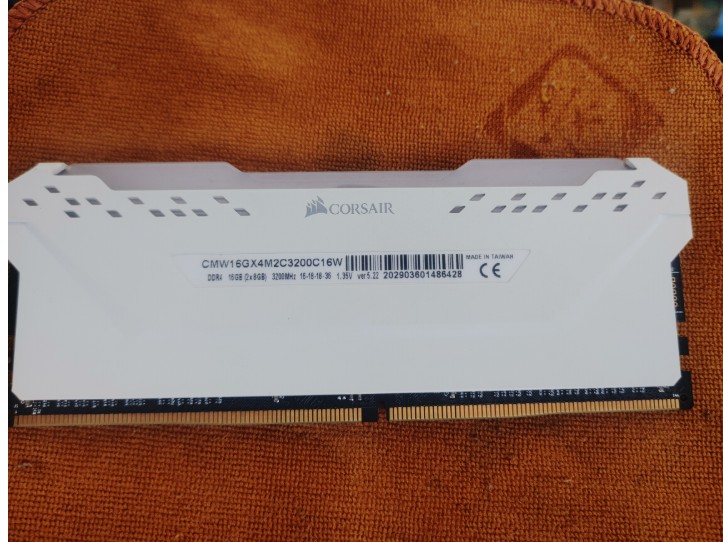 CORSAIR
CMW16GX4M2C3200C16W
MADE IN TAIWAN
DDR4 16GB (2x8GB) 3200MHz 16-18-18-36 1.35V ver5.22 202903601486428
CE